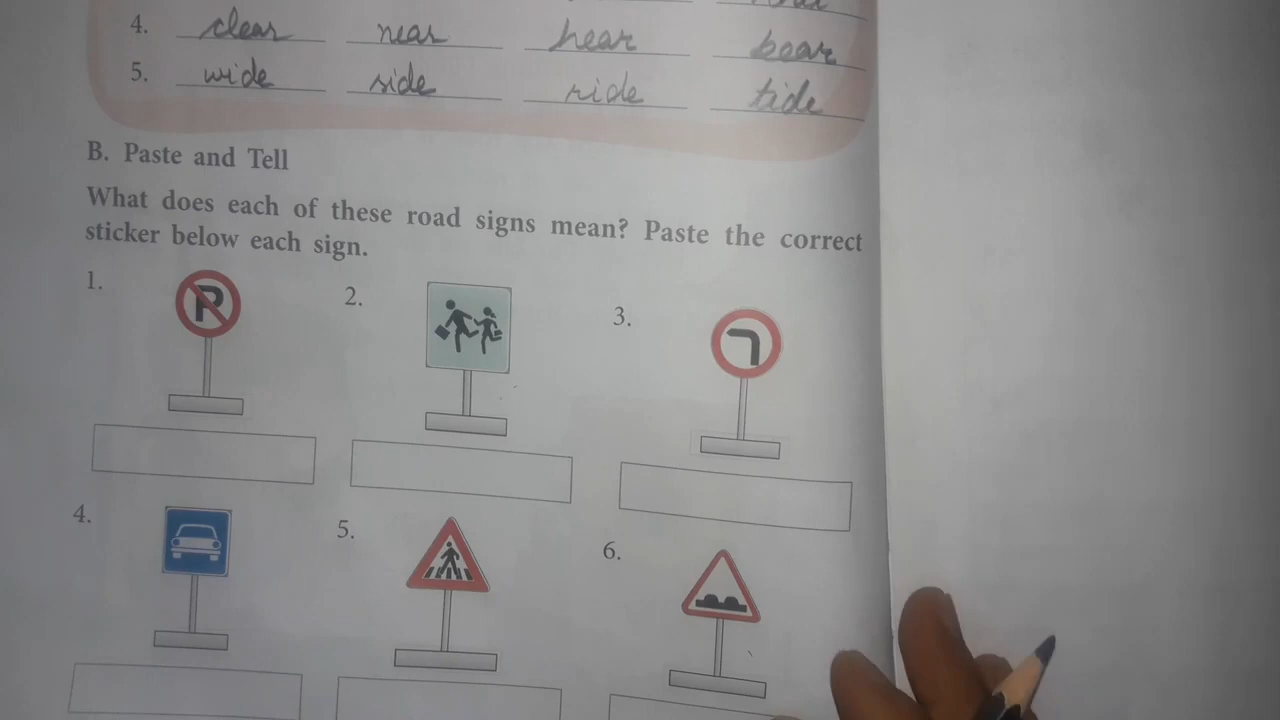 4. clear near hear bear
5. wide side ride tide
B. Paste and Tell
What does each of these road signs mean? Paste the correct
sticker below each sign.
1. 2. 3.
P
4. 5. 6.